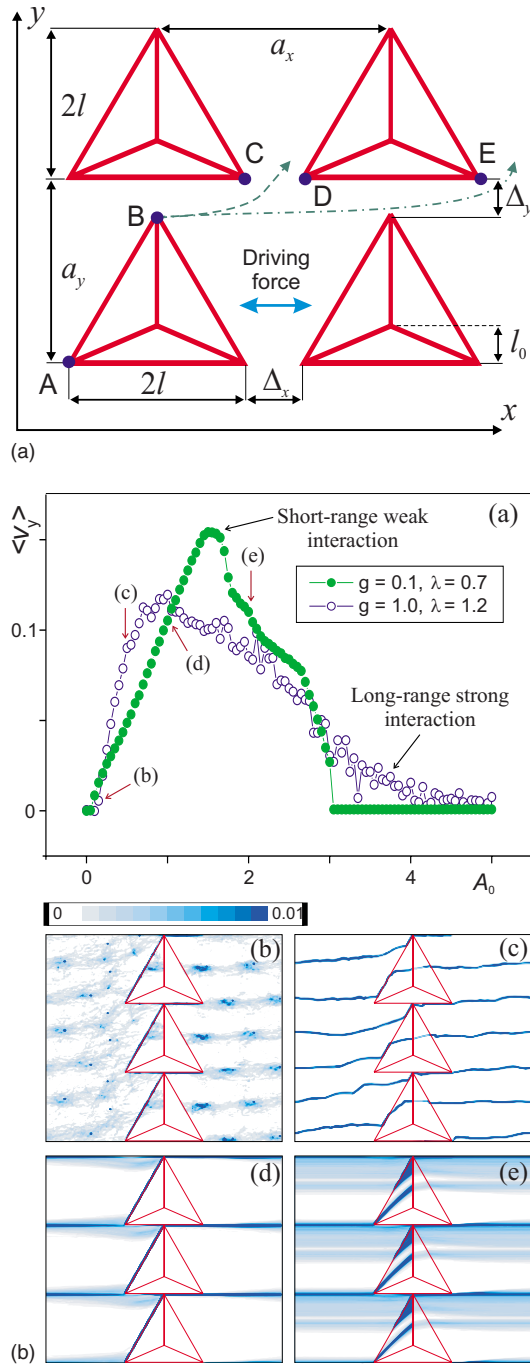 y
a_x
2l
C
E
D
Δ_y
B
a_y
Driving
force
l_0
A
2l
Δ_x
x
(a)
(a)
<v_y>
Short-range weak
interaction
(e)
g = 0.1, λ = 0.7
g = 1.0, λ = 1.2
(c)
0.1
(d)
Long-range strong
interaction
(b)
0
0 2 4 A_0
0 0.01
(b) (c)
(d) (e)
(b)